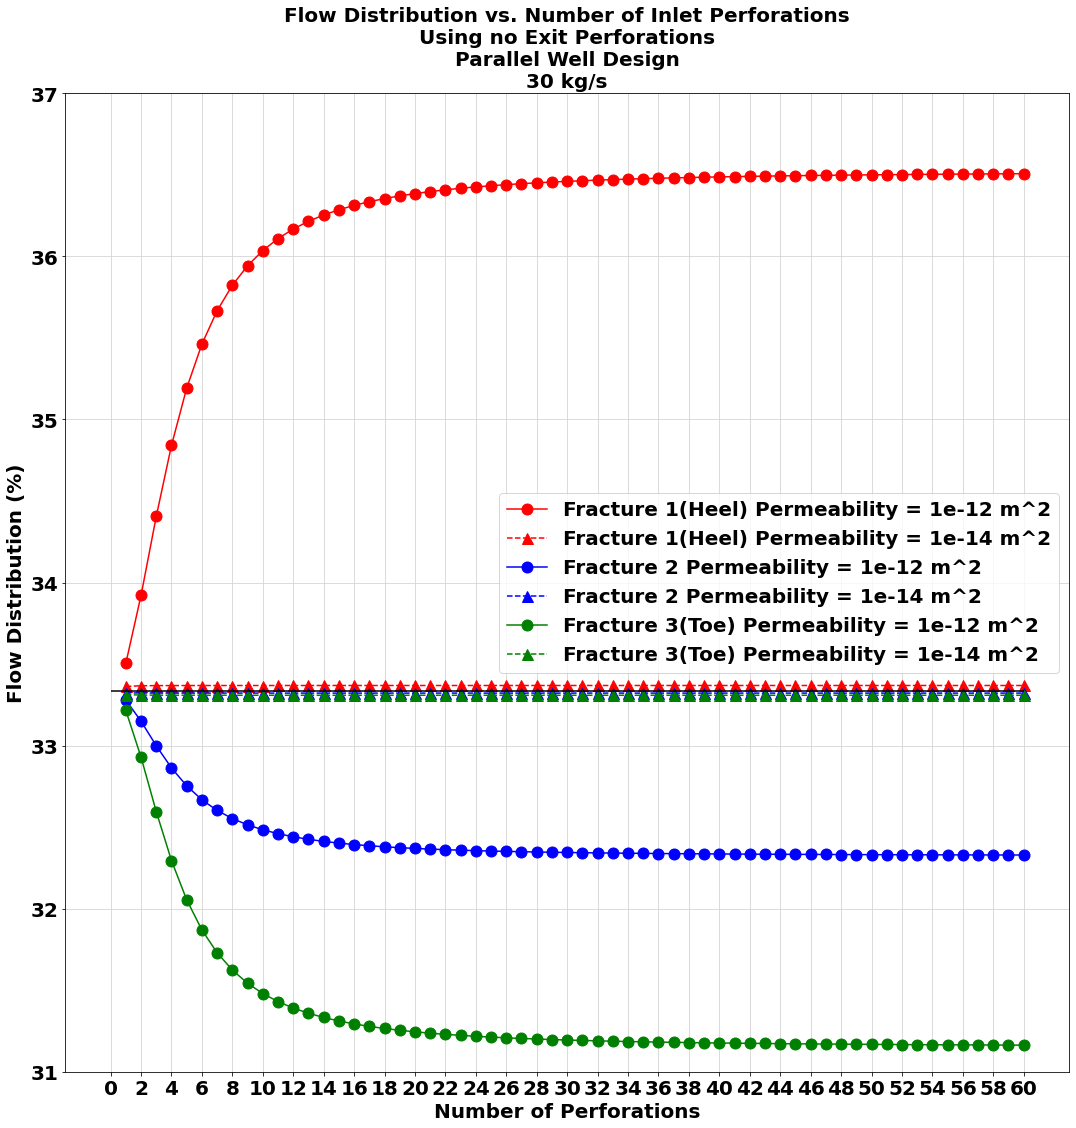 Flow Distribution vs. Number of Inlet Perforations
Using no Exit Perforations
Parallel Well Design
30 kg/s
37
36
35
34
33
32
31
Flow Distribution (%)
Fracture 1(Heel) Permeability = 1e-12 m^2
Fracture 1(Heel) Permeability = 1e-14 m^2
Fracture 2 Permeability = 1e-12 m^2
Fracture 2 Permeability = 1e-14 m^2
Fracture 3(Toe) Permeability = 1e-12 m^2
Fracture 3(Toe) Permeability = 1e-14 m^2
0 2 4 6 8 10 12 14 16 18 20 22 24 26 28 30 32 34 36 38 40 42 44 46 48 50 52 54 56 58 60
Number of Perforations